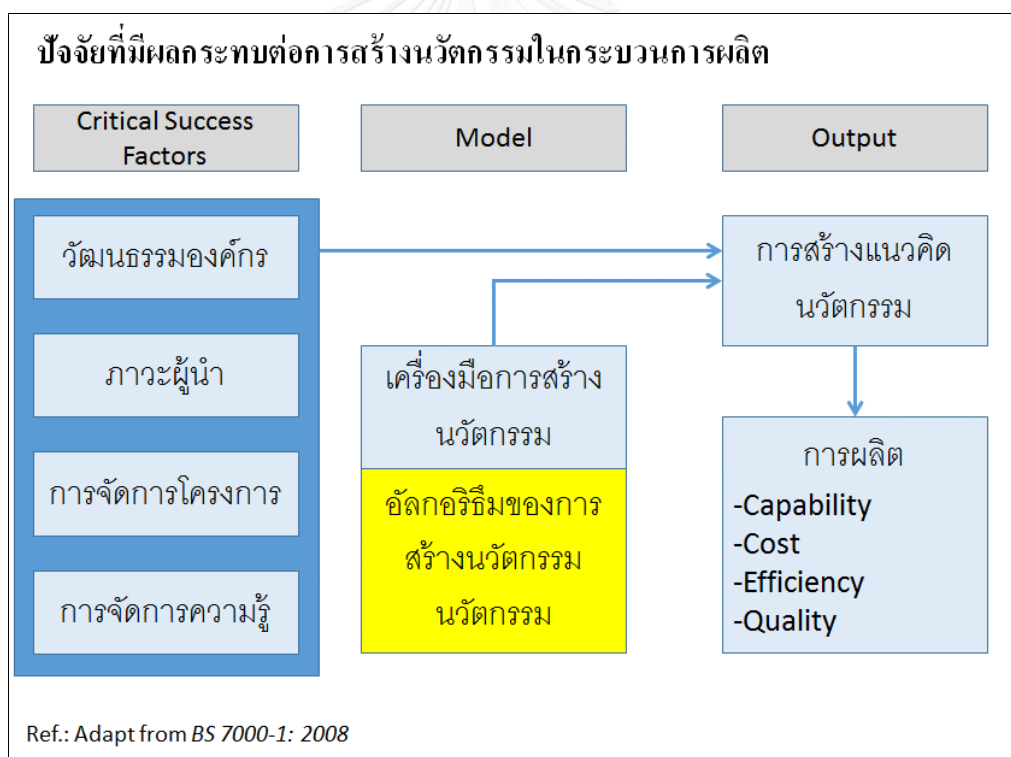 ปัจจัยที่มีผลกระทบต่อการสร้างนวัตกรรมในกระบวนการผลิต
Critical Success
Factors
Model
Output
วัฒนธรรมองค์กร
ภาวะผู้นำ
การจัดการโครงการ
การจัดการความรู้
เครื่องมือการสร้าง
นวัตกรรม
อัลกอริธึมของการ
สร้างนวัตกรรม
นวัตกรรม
การสร้างแนวคิด
นวัตกรรม
การผลิต
-Capability
-Cost
-Efficiency
-Quality
Ref.: Adapt from BS 7000-1: 2008